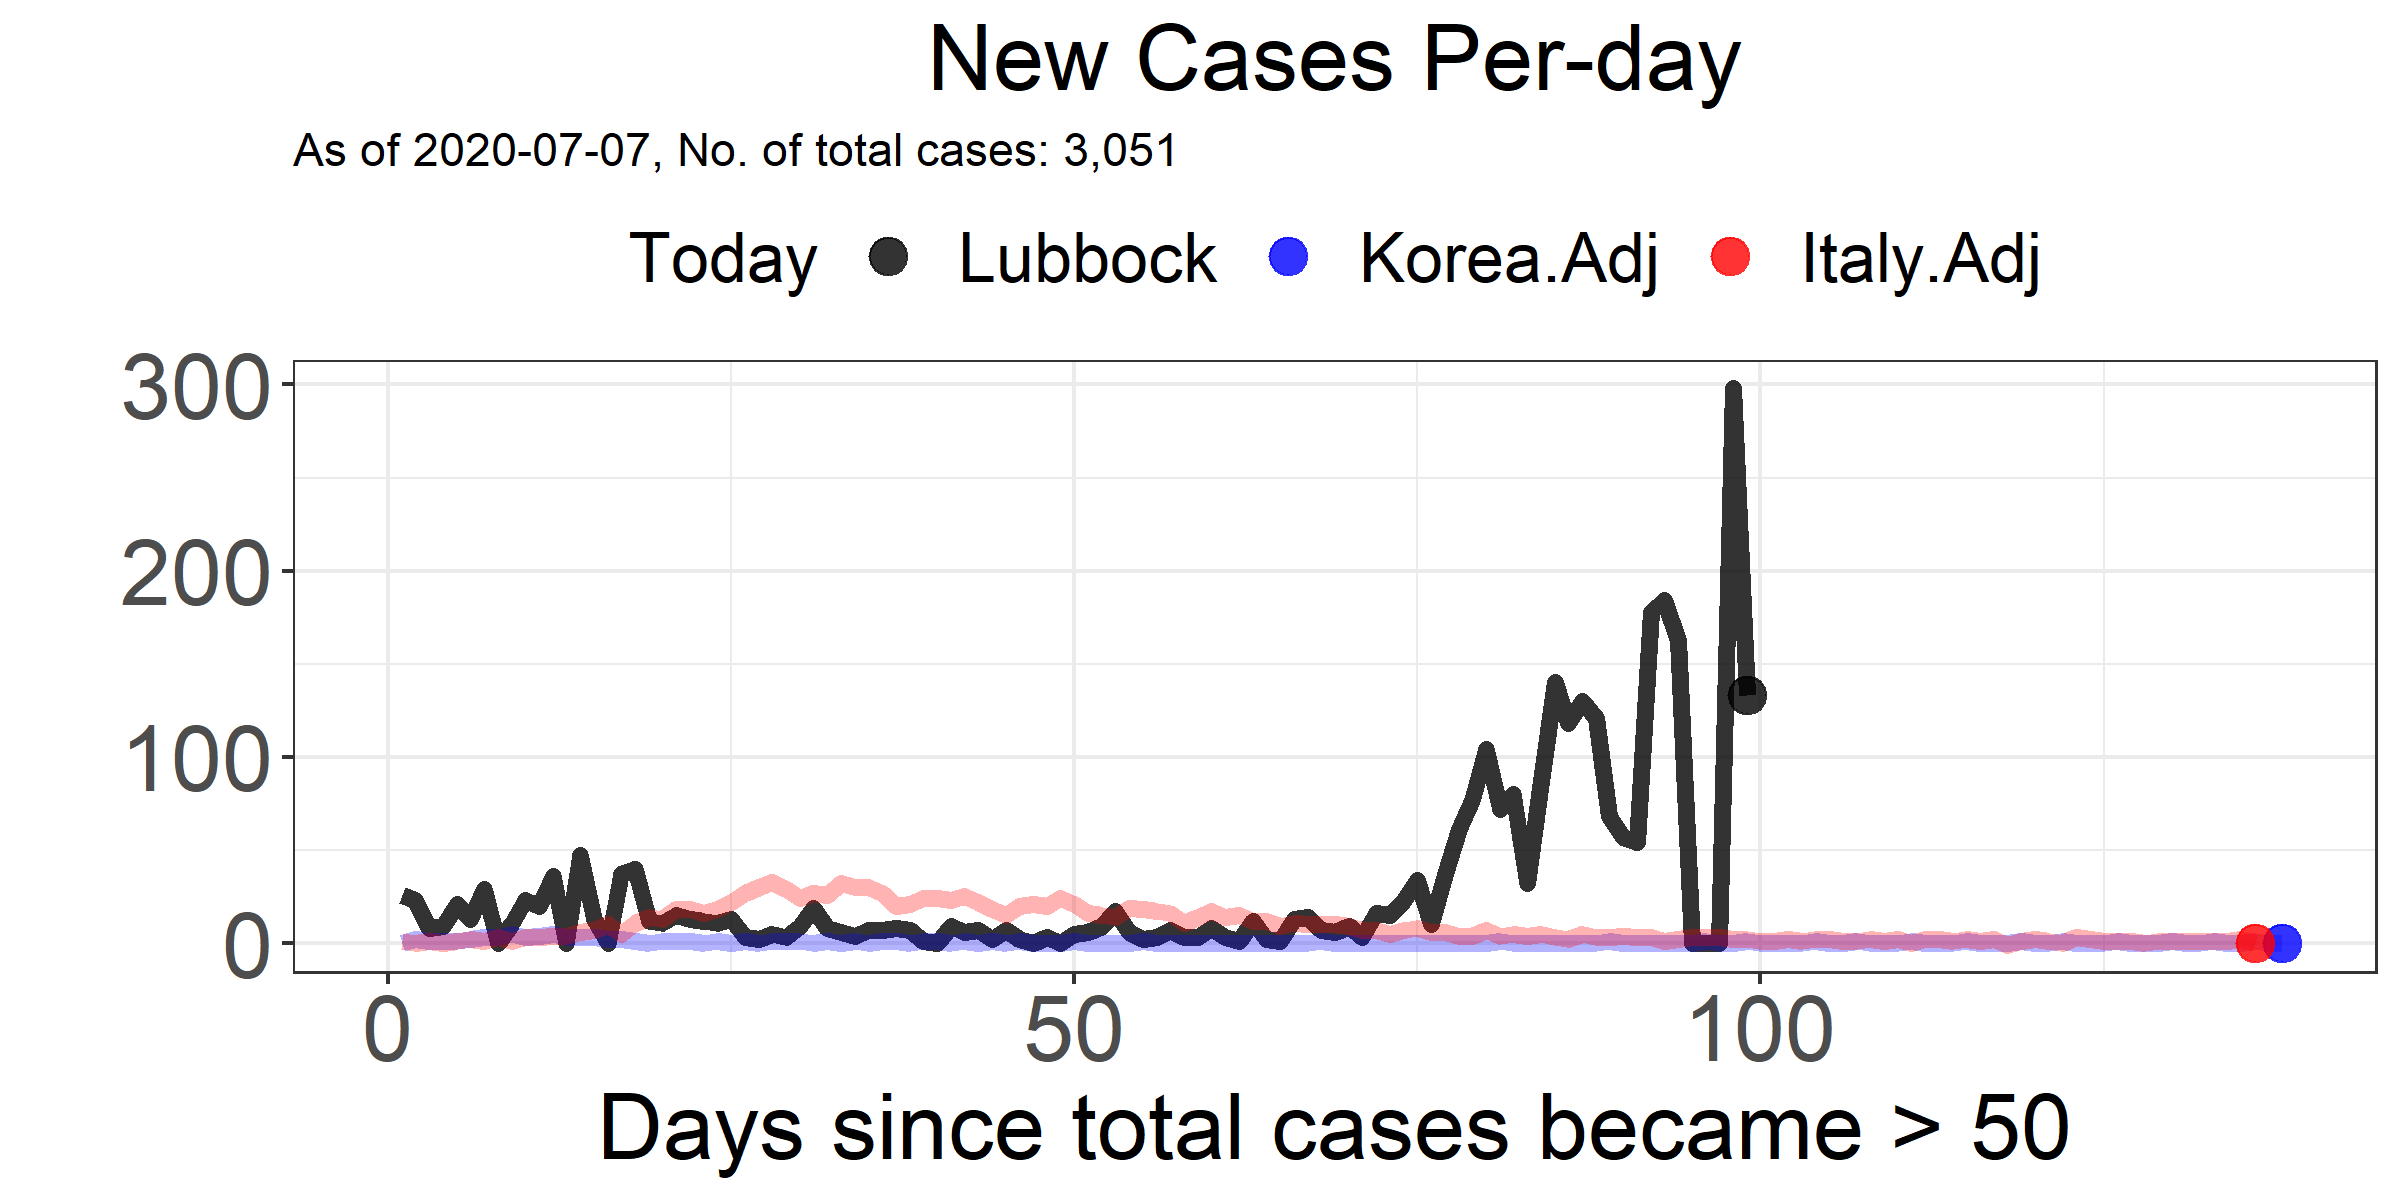 New Cases Per-day
As of 2020-07-07, No. of total cases: 3,051
Today Lubbock Korea.Adj Italy.Adj
300
200
100
0
0 50 100
Days since total cases became > 50